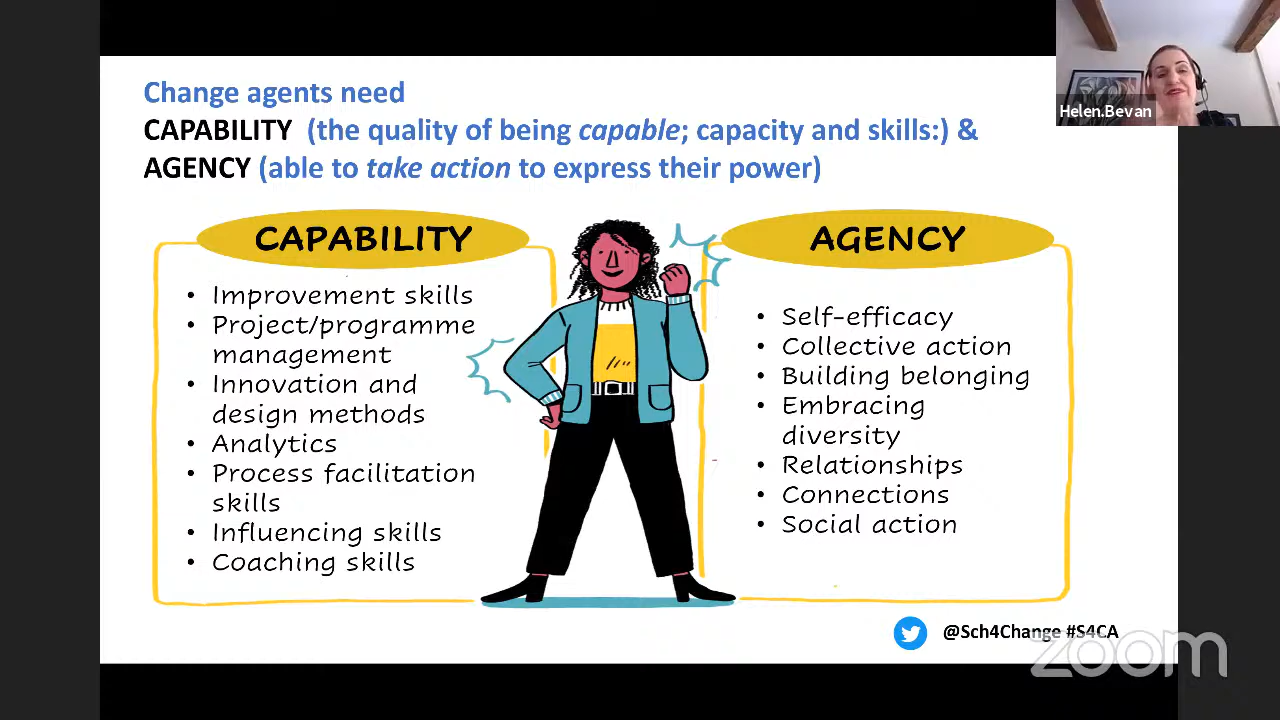 Change agents need
CAPABILITY (the quality of being capable; capacity and skills:) &
AGENCY (able to take action to express their power)
Helen.Bevan
CAPABILITY
• Improvement skills
• Project/programme
management
• Innovation and
design methods
• Analytics
• Process facilitation
skills
• Influencing skills
• Coaching skills
AGENCY
• Self-efficacy
• Collective action
• Building belonging
• Embracing
diversity
• Relationships
• Connections
• Social action
@Sch4Change #S4CA
zoom